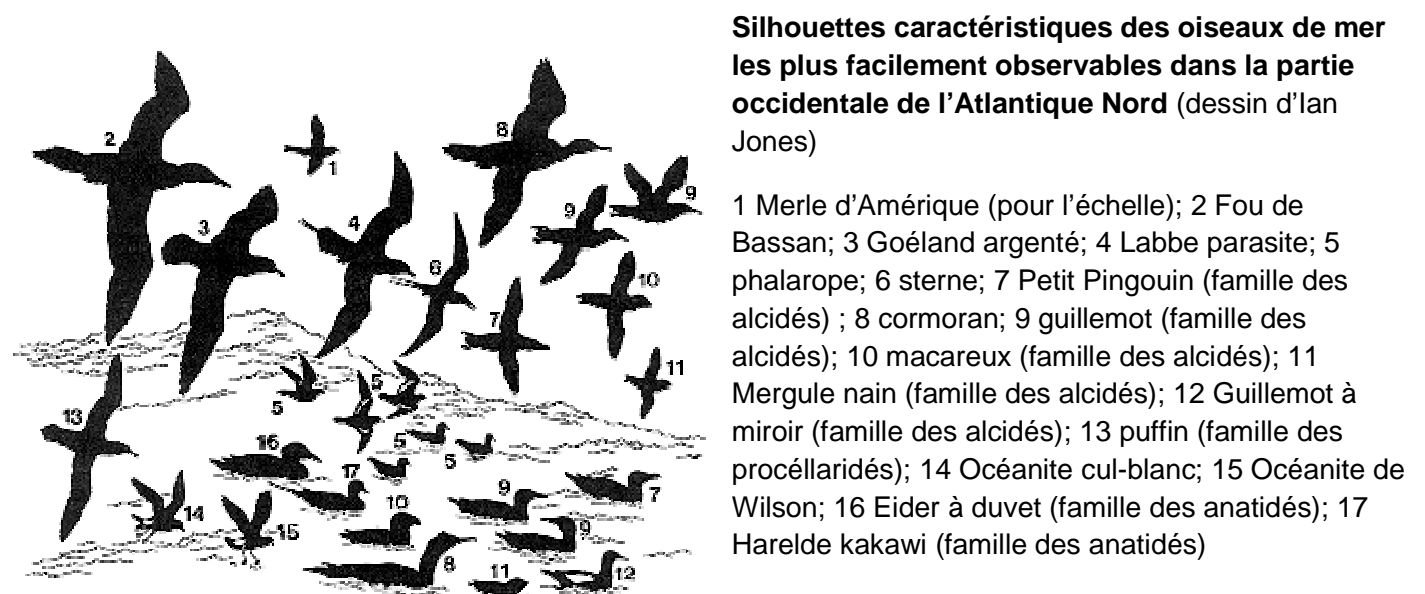 Silhouettes caractéristiques des oiseaux de mer
les plus facilement observables dans la partie
occidentale de l’Atlantique Nord (dessin d’Ian
Jones)
1 Merle d’Amérique (pour l’échelle); 2 Fou de
Bassan; 3 Goéland argenté; 4 Labbe parasite; 5
phalarope; 6 sterne; 7 Petit Pingouin (famille des
alcidés) ; 8 cormoran; 9 guillemot (famille des
alcidés); 10 macareux (famille des alcidés); 11
Mergule nain (famille des alcidés); 12 Guillemot à
miroir (famille des alcidés); 13 puffin (famille des
procéllaridés); 14 Océanite cul-blanc; 15 Océanite de
Wilson; 16 Eider à duvet (famille des anatidés); 17
Harelde kakawi (famille des anatidés)
2
1
8
9
3
4
9
6
10
7
11
5
5
13
16
5
5
17
9
7
10
14
15
9
8
11
12